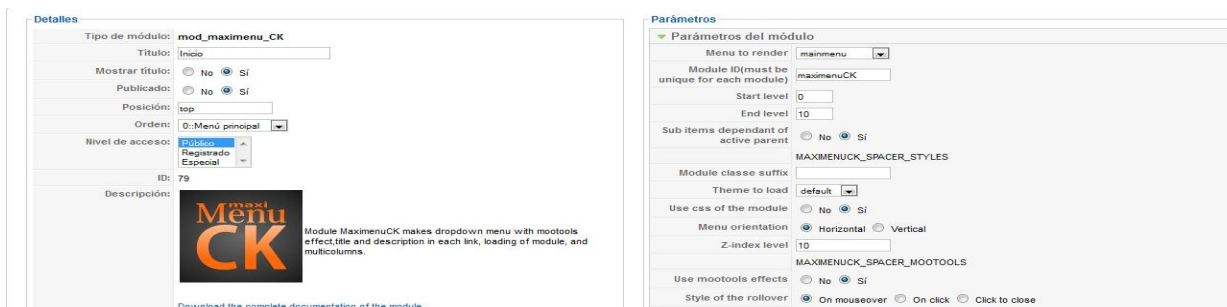 Detalles
Tipo de módulo: mod_maximenu_CK
Título: Inicio
Mostrar título: No Sí
Publicado: No Sí
Posición: top
Orden: 0::Menú principal
Nivel de acceso: Público
Registrado
Especial
ID: 79
Descripción:
maxi
Menu
CK
Module MaximenuCK makes dropdown menu with mootools
effect,title and description in each link, loading of module, and
multicolumns.
Download the complete documentation of the module
Parámetros
Parámetros del módulo
Menu to render mainmenu
Module ID(must be
unique for each module) maximenuCK
Start level 0
End level 10
Sub items dependant of
active parent No Sí
MAXIMENUCK_SPACER_STYLES
Module classe suffix
Theme to load default
Use css of the module No Sí
Menu orientation Horizontal Vertical
Z-index level 10
MAXIMENUCK_SPACER_MOOTOOLS
Use mootools effects No Sí
Style of the rollover On mouseover On click Click to close